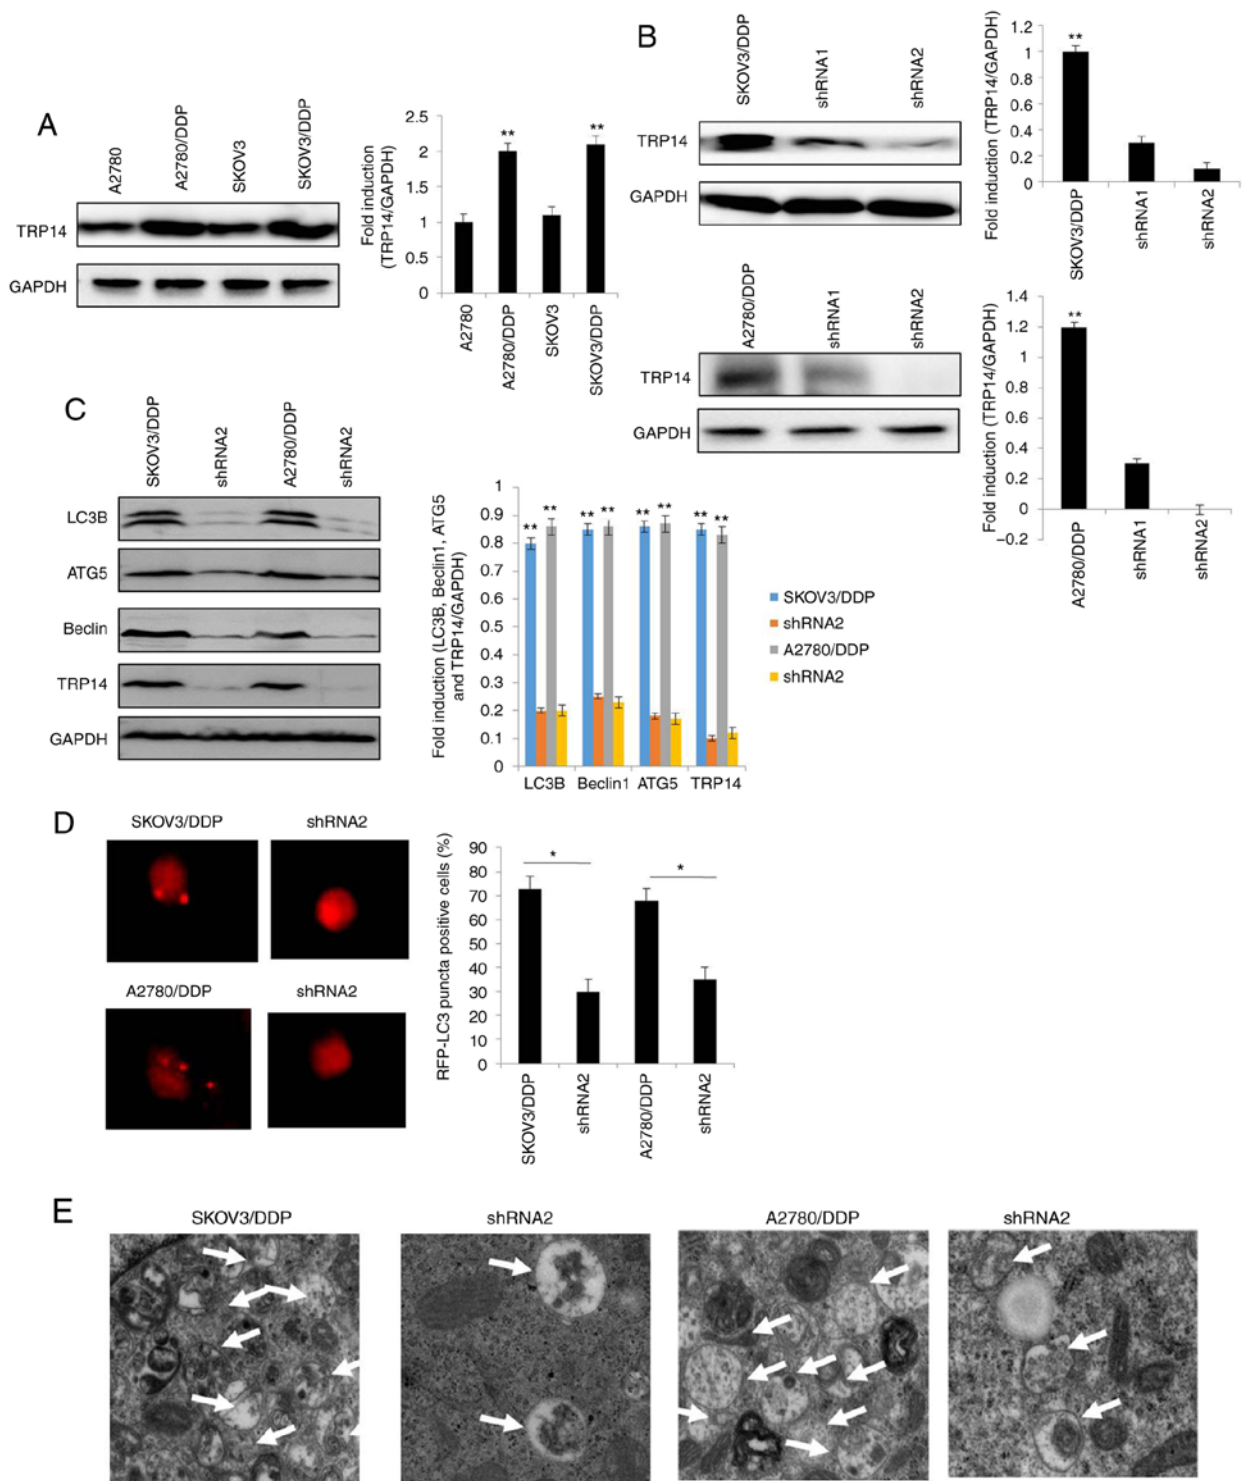 A
A2780
A2780/DDP
SKOV3
SKOV3/DDP
TRP14
GAPDH
Fold induction
(TRP14/GAPDH)
2.5
2
1
0.5
0
**
**
A2780
A2780/DDP
SKOV3
SKOV3/DDP
B
SKOV3/DDP
shRNA1
shRNA2
TRP14
GAPDH
Fold induction (TRP14/GAPDH)
1.2
1
0.8
0.6
0.4
0.2
0
**
SKOV3/DDP
shRNA1
shRNA2
A2780/DDP
shRNA1
shRNA2
TRP14
GAPDH
Fold induction (TRP14/GAPDH)
1.4
1.2
1
0.8
0.6
0.4
0.2
0
−0.2
**
A2780/DDP
shRNA1
shRNA2
C
SKOV3/DDP
shRNA2
A2780/DDP
shRNA2
LC3B
ATG5
Beclin
TRP14
GAPDH
Fold induction (LC3B, Beclin1, ATG5
and TRP14/GAPDH)
1
0.9
0.8
0.7
0.6
0.5
0.4
0.3
0.2
0.1
0
** ** ** ** ** ** ** **
LC3B Beclin1 ATG5 TRP14
SKOV3/DDP
shRNA2
A2780/DDP
shRNA2
D
SKOV3/DDP shRNA2
A2780/DDP shRNA2
RFP-LC3 puncta positive cells (%)
90
80
70
60
50
40
30
20
10
0
*
*
SKOV3/DDP
shRNA2
A2780/DDP
shRNA2
E
SKOV3/DDP shRNA2 A2780/DDP shRNA2